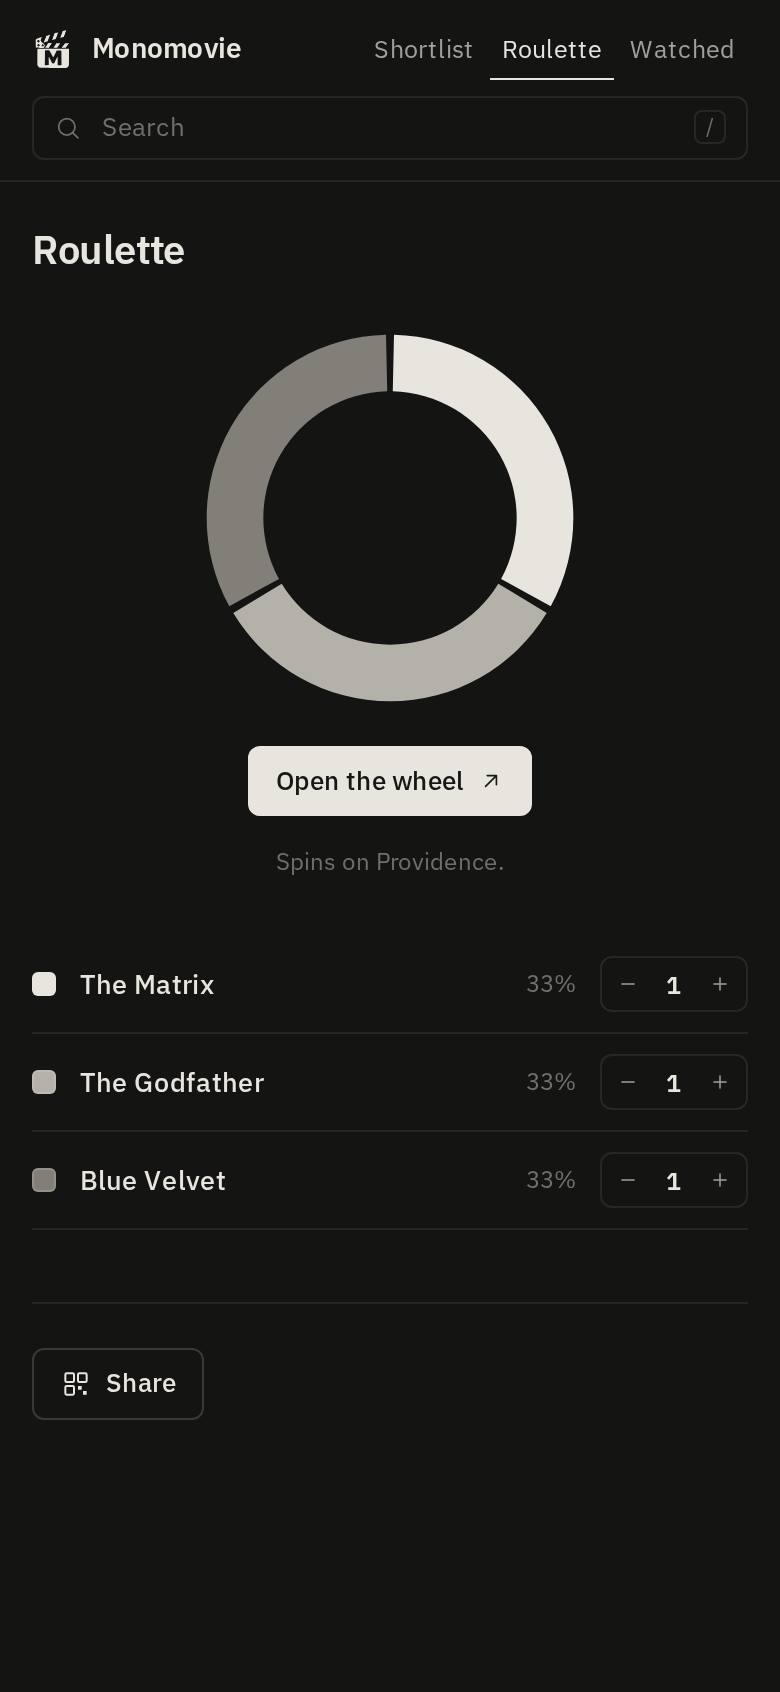 Monomovie
Shortlist Roulette Watched
Search /
Roulette
Open the wheel
Spins on Providence.
The Matrix 33% − 1 +
The Godfather 33% − 1 +
Blue Velvet 33% − 1 +
Share